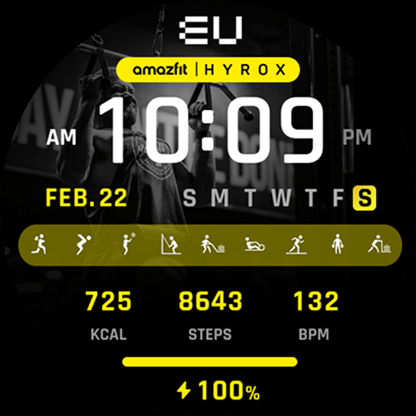 EU
amazfit | HYROX
AM 10:09 PM
FEB. 22 S M T W T F S
725 8643 132
KCAL STEPS BPM
100%